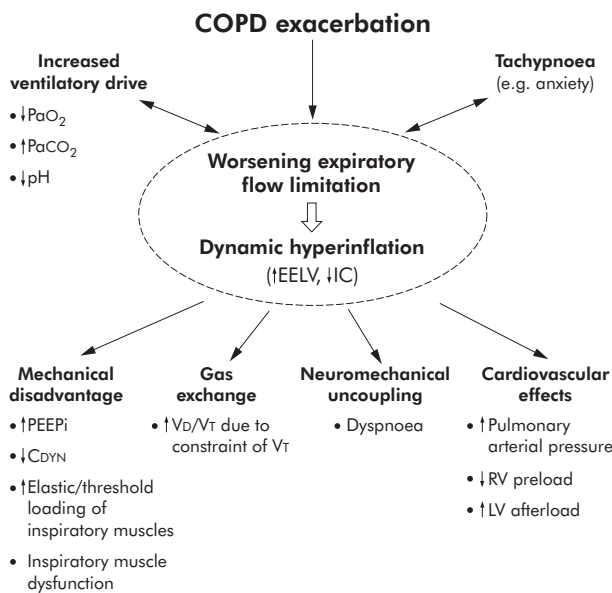 COPD exacerbation
Increased
ventilatory drive
• ↓PaO₂
• ↑PaCO₂
• ↓pH
Tachypnoea
(e.g. anxiety)
Worsening expiratory
flow limitation
Dynamic hyperinflation
(↑EELV, ↓IC)
Mechanical
disadvantage
• ↑PEEPi
• ↓CDYN
• ↑Elastic/threshold
loading of
inspiratory muscles
• Inspiratory muscle
dysfunction
Gas
exchange
• ↑VD/VT due to
constraint of VT
Neuromechanical
uncoupling
• Dyspnoea
Cardiovascular
effects
• ↑Pulmonary
arterial pressure
• ↓RV preload
• ↑LV afterload